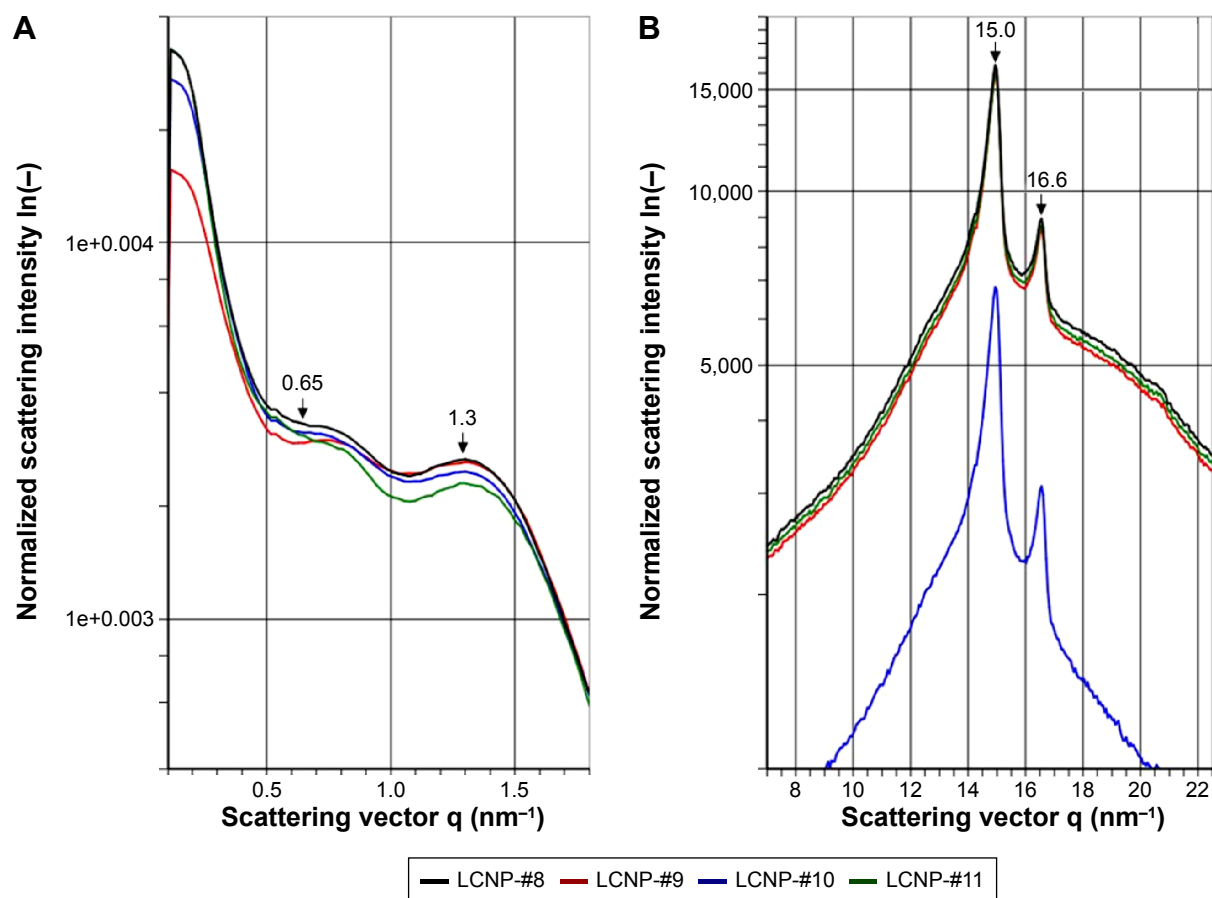 A
B
Normalized scattering intensity ln(–)
1e+0.004
1e+0.003
0.65
1.3
0.5
1.0
1.5
Scattering vector q (nm⁻¹)
Normalized scattering intensity ln(–)
15,000
10,000
5,000
15.0
16.6
8 10 12 14 16 18 20 22
Scattering vector q (nm⁻¹)
LCNP-#8 LCNP-#9 LCNP-#10 LCNP-#11